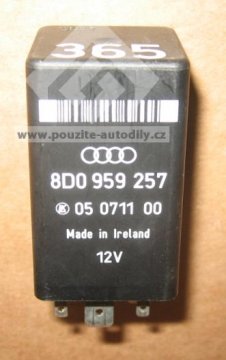 365
www.pouzite-autodily.cz
8D0 959 257
05 0711 00
Made in Ireland
12V